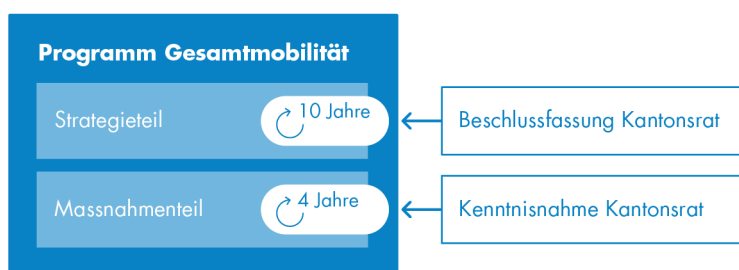 Programm Gesamtmobilität
Strategieteil
10 Jahre
Beschlussfassung Kantonsrat
Massnahmenteil
4 Jahre
Kenntnisnahme Kantonsrat